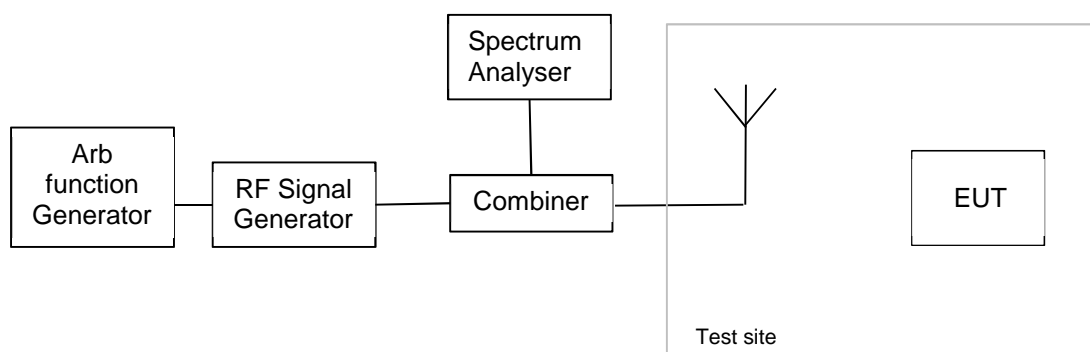 Spectrum
Analyser
Arb
function
Generator
RF Signal
Generator
Combiner
EUT
Test site